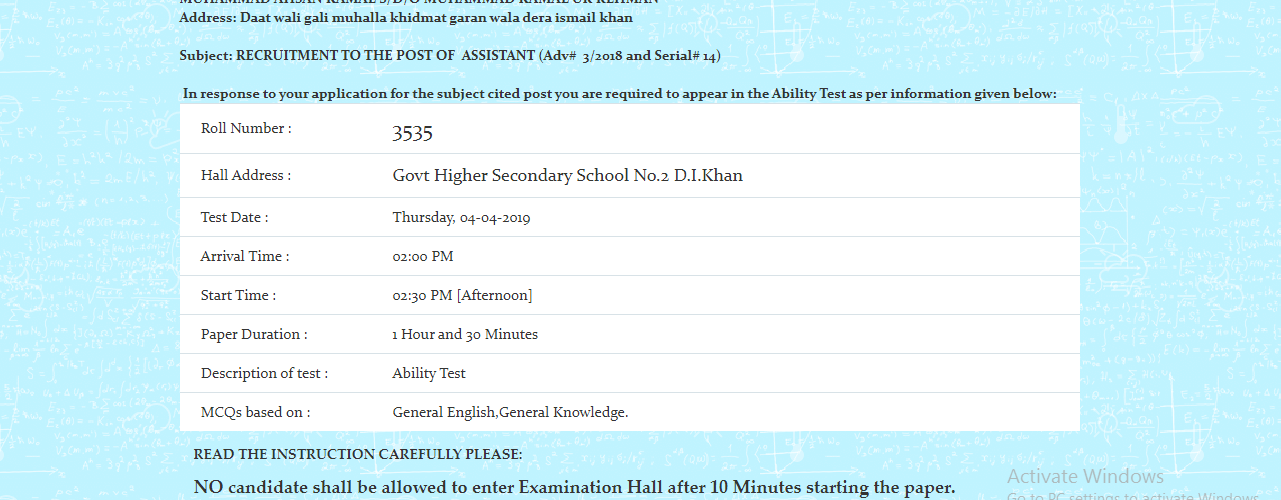 MUHAMMAD AHSAN KAMAL S/D/O MUHAMMAD KAMAL UR REHMAN
Address: Daat wali gali muhalla khidmat garan wala dera ismail khan
Subject: RECRUITMENT TO THE POST OF ASSISTANT (Adv# 3/2018 and Serial# 14)
In response to your application for the subject cited post you are required to appear in the Ability Test as per information given below:
Roll Number : 3535
Hall Address : Govt Higher Secondary School No.2 D.I.Khan
Test Date : Thursday, 04-04-2019
Arrival Time : 02:00 PM
Start Time : 02:30 PM [Afternoon]
Paper Duration : 1 Hour and 30 Minutes
Description of test : Ability Test
MCQs based on : General English,General Knowledge.
READ THE INSTRUCTION CAREFULLY PLEASE:
NO candidate shall be allowed to enter Examination Hall after 10 Minutes starting the paper.
Activate Windows
Go to PC settings to activate Windows